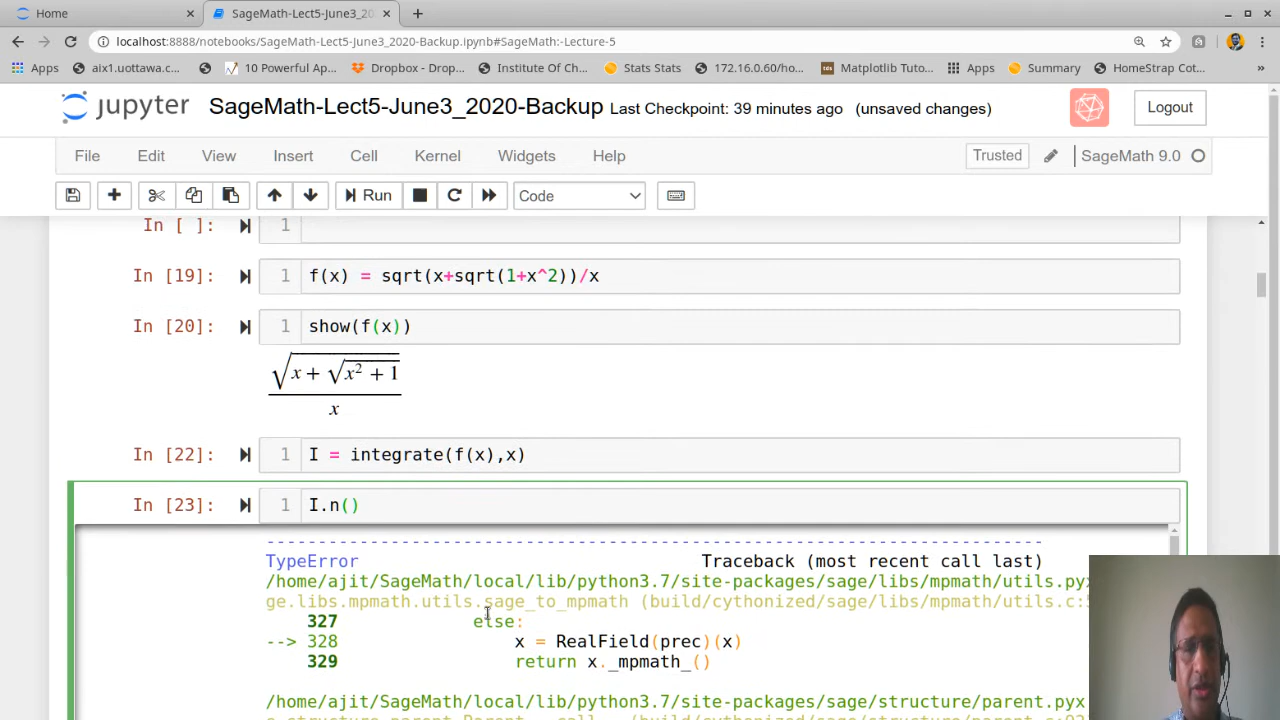 Home
SageMath-Lect5-June3_20
localhost:8888/notebooks/SageMath-Lect5-June3_2020-Backup.ipynb#SageMath:-Lecture-5
Apps aix1.uottawa.c... 10 Powerful Ap... Dropbox - Drop... Institute Of Ch... Stats Stats 172.16.0.60/ho... Matplotlib Tuto... Apps Summary HomeStrap Cot... »
jupyter SageMath-Lect5-June3_2020-Backup Last Checkpoint: 39 minutes ago (unsaved changes) Logout
File Edit View Insert Cell Kernel Widgets Help Trusted SageMath 9.0
Run Code
In [ ]: 1
In [19]: 1 f(x) = sqrt(x+sqrt(1+x^2))/x
In [20]: 1 show(f(x))
√x + √x² + 1
x
In [22]: 1 I = integrate(f(x),x)
In [23]: 1 I.n()
---------------------------------------------------------------------------
TypeError Traceback (most recent call last)
/home/ajit/SageMath/local/lib/python3.7/site-packages/sage/libs/mpmath/utils.pyx
ge.libs.mpmath.utils.sage_to_mpmath (build/cythonized/sage/libs/mpmath/utils.c:5
327 else:
--> 328 x = RealField(prec)(x)
329 return x._mpmath_()
/home/ajit/SageMath/local/lib/python3.7/site-packages/sage/structure/parent.pyx